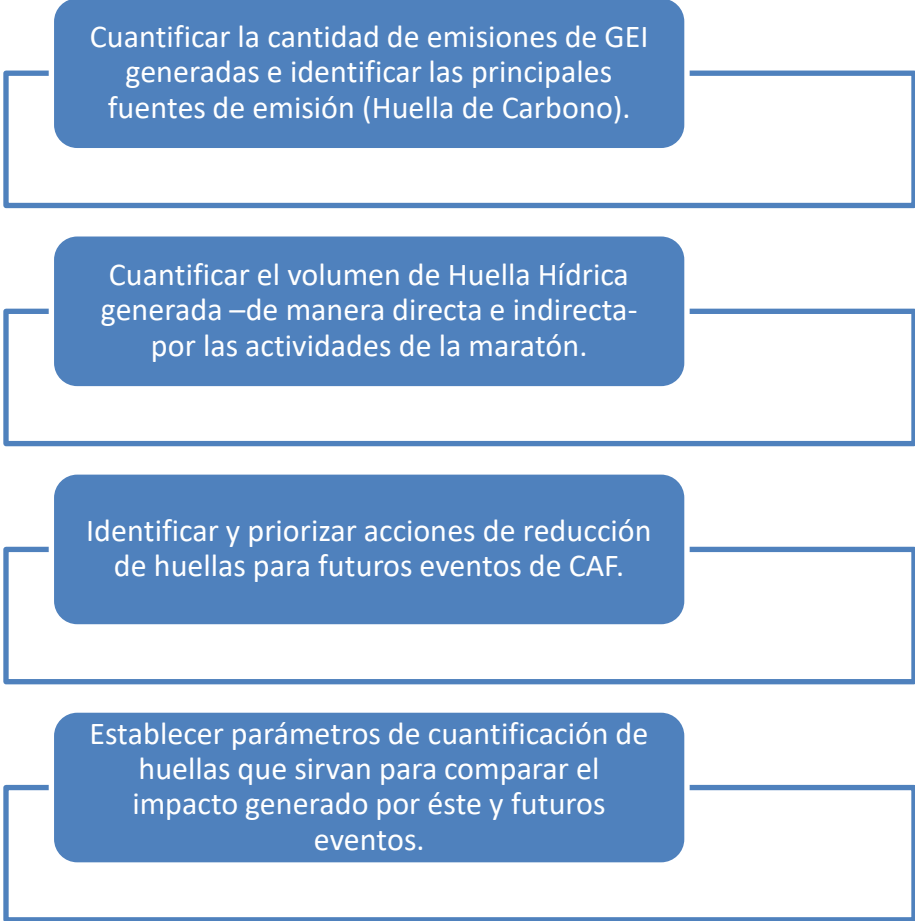 Cuantificar la cantidad de emisiones de GEI
generadas e identificar las principales
fuentes de emisión (Huella de Carbono).
Cuantificar el volumen de Huella Hídrica
generada –de manera directa e indirecta-
por las actividades de la maratón.
Identificar y priorizar acciones de reducción
de huellas para futuros eventos de CAF.
Establecer parámetros de cuantificación de
huellas que sirvan para comparar el
impacto generado por éste y futuros
eventos.